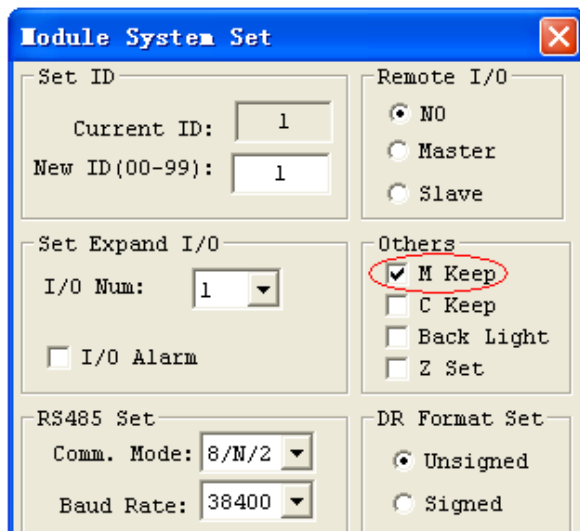 Module System Set
Set ID
Current ID: 1
New ID(00-99): 1
Remote I/O
NO
Master
Slave
Set Expand I/O
I/O Num: 1
I/O Alarm
Others
M Keep
C Keep
Back Light
Z Set
RS485 Set
Comm. Mode: 8/N/2
Baud Rate: 38400
DR Format Set
Unsigned
Signed